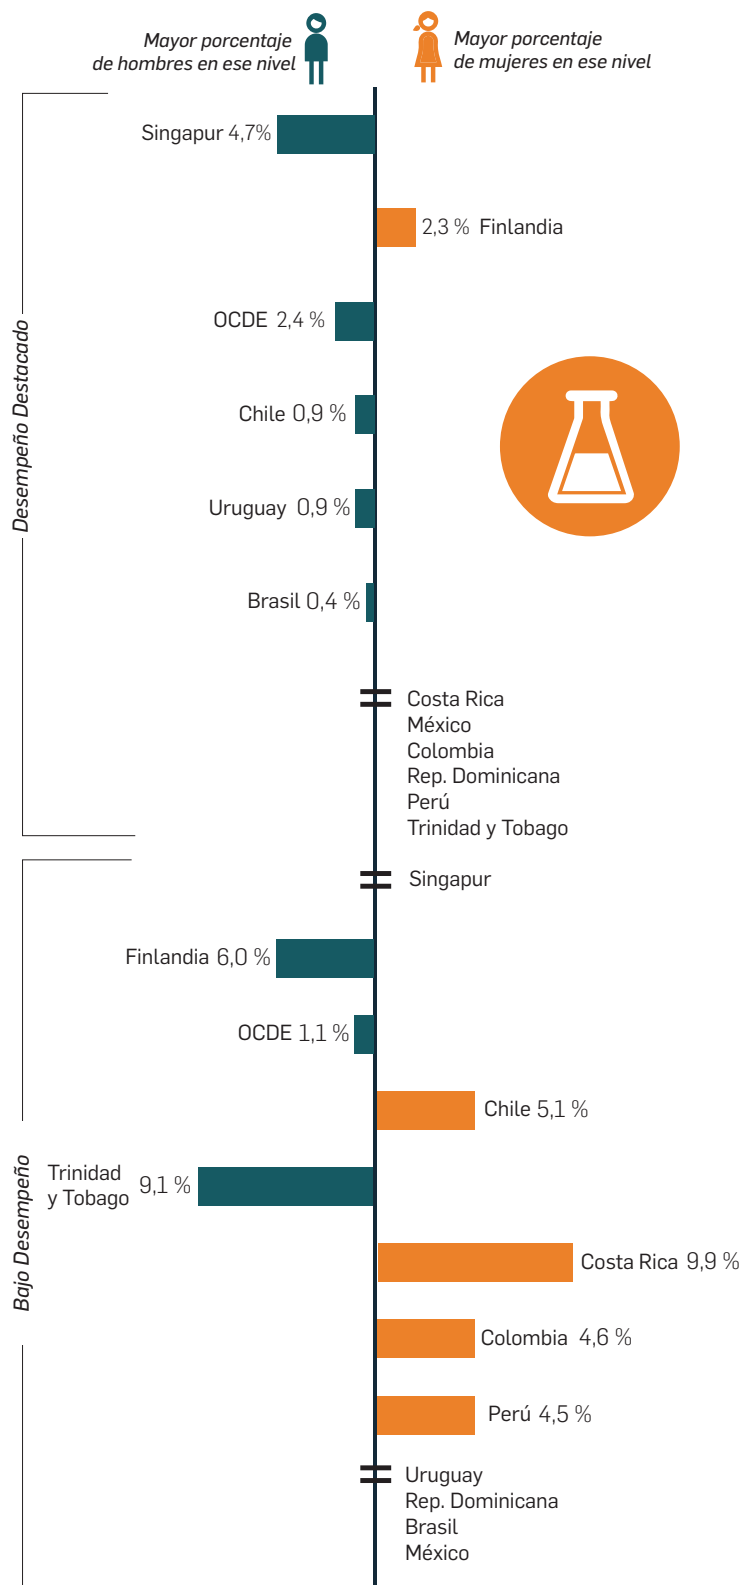 Mayor porcentaje
de hombres en ese nivel
Mayor porcentaje
de mujeres en ese nivel
Desempeño Destacado
Singapur 4,7%
2,3 % Finlandia
OCDE 2,4 %
Chile 0,9 %
Uruguay 0,9 %
Brasil 0,4 %
Costa Rica
México
Colombia
Rep. Dominicana
Perú
Trinidad y Tobago
Bajo Desempeño
Singapur
Finlandia 6,0 %
OCDE 1,1 %
Chile 5,1 %
Trinidad
y Tobago 9,1 %
Costa Rica 9,9 %
Colombia 4,6 %
Perú 4,5 %
Uruguay
Rep. Dominicana
Brasil
México